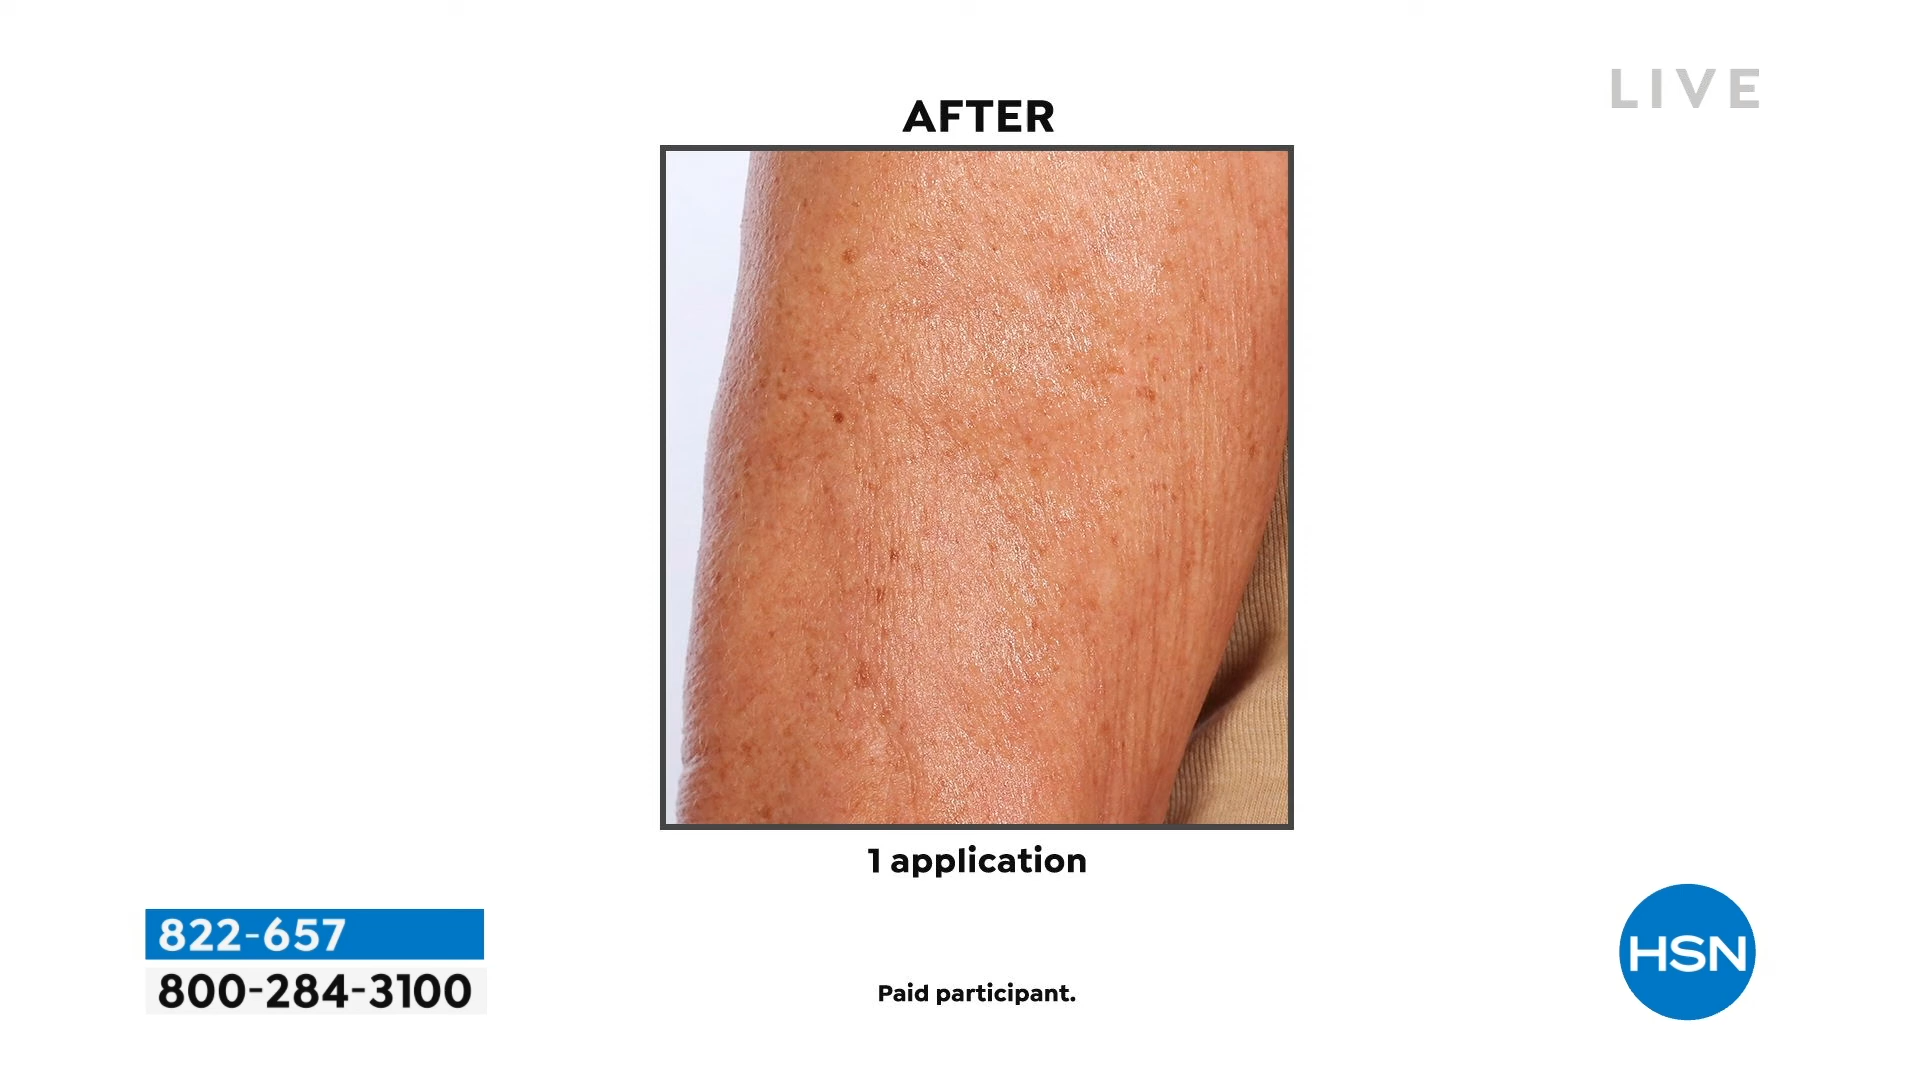 LIVE
AFTER
1 application
822-657
800-284-3100
Paid participant.
HSN